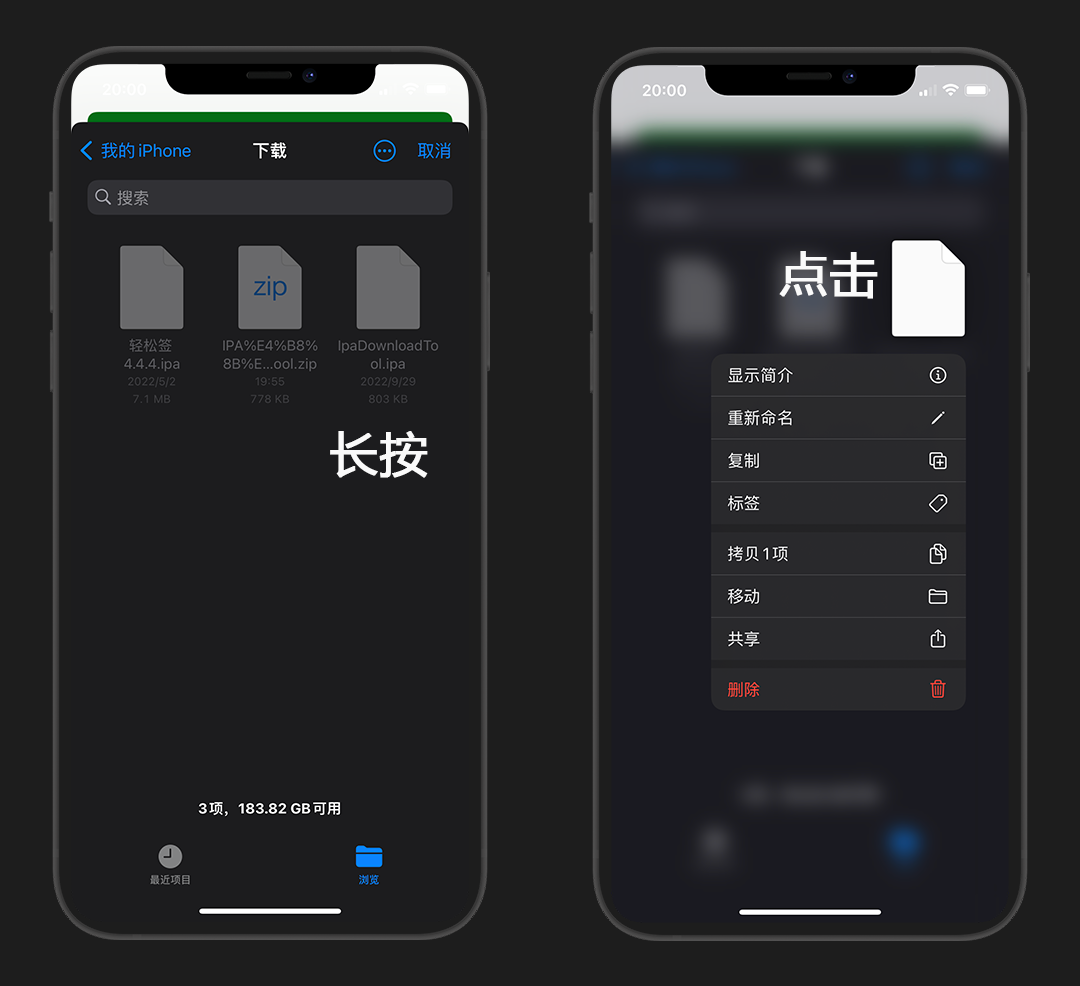 20:00
我的 iPhone
下载
取消
搜索
zip
轻松签
4.4.4.ipa
2022/5/2
7.1 MB
IPA%E4%B8%
8B%E...ool.zip
19:55
778 KB
IpaDownloadTo
ol.ipa
2022/9/29
803 KB
长按
3项，183.82 GB可用
最近项目
浏览
20:00
点击
显示简介
重新命名
复制
标签
拷贝1项
移动
共享
删除